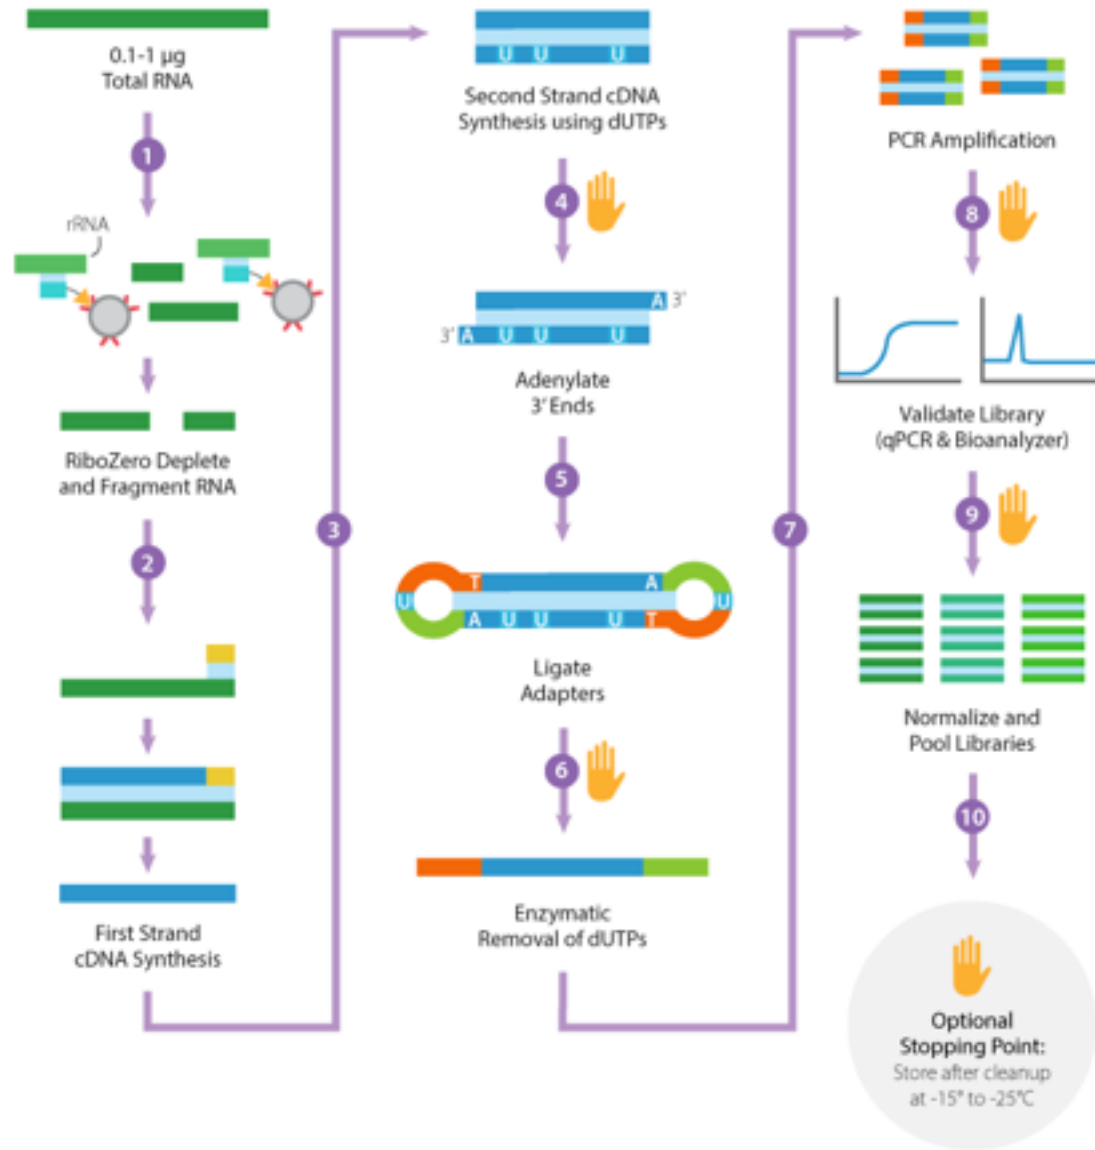 0.1-1 µg
Total RNA
1
rRNA
RiboZero Deplete
and Fragment RNA
2
First Strand
cDNA Synthesis
3
U U U
Second Strand cDNA
Synthesis using dUTPs
4
A 3'
3' A U U U
Adenylate
3' Ends
5
T A
U U
A U U U T
Ligate
Adapters
6
Enzymatic
Removal of dUTPs
7
PCR Amplification
8
Validate Library
(qPCR & Bioanalyzer)
9
Normalize and
Pool Libraries
10
Optional
Stopping Point:
Store after cleanup
at -15° to -25°C